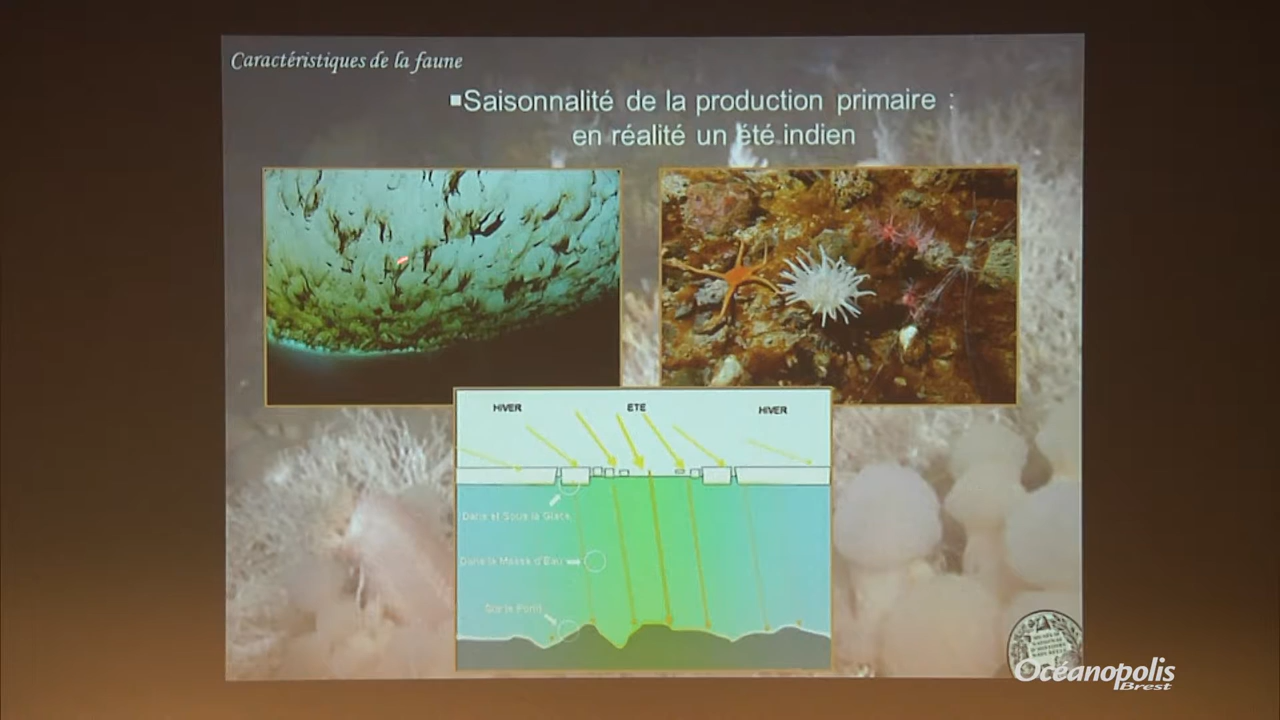 Caractéristiques de la faune
▪Saisonnalité de la production primaire :
en réalité un été indien
HIVER
ETE
HIVER
Dans et Sous la Glace
Dans la Masse d'Eau
Sur le Fond
Océanopolis
Brest